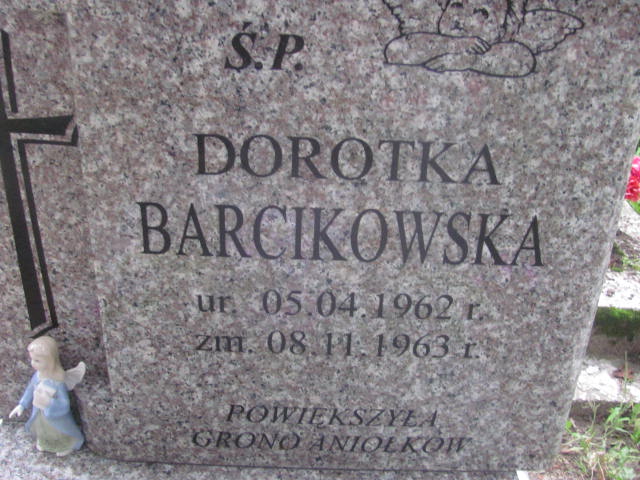 Ś.P.
DOROTKA
BARCIKOWSKA
ur. 05.04.1962 r.
zm. 08.11.1963 r.
POWIĘKSZYŁA
GRONO ANIOŁKÓW